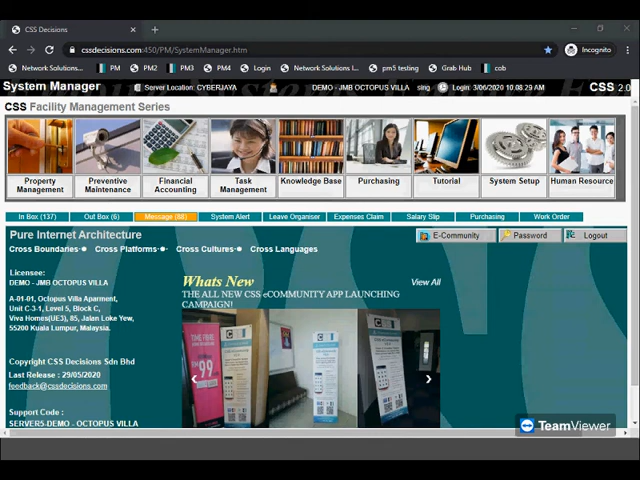 CSS Decisions
cssdecisions.com:450/PM/SystemManager.htm
Incognito
Network Solutions...
PM
PM2
PM3
PM4
Login
Network Solutions I...
pm5 testing
Grab Hub
cob
System Manager
Server Location: CYBERJAYA
DEMO - JMB OCTOPUS VILLA
sing
Login: 3/06/2020 10:08:29 AM
CSS 2.0
CSS Facility Management Series
Property Management
Preventive Maintenance
Financial Accounting
Task Management
Knowledge Base
Purchasing
Tutorial
System Setup
Human Resource
In Box (137)
Out Box (6)
Message (88)
System Alert
Leave Organiser
Expenses Claim
Salary Slip
Purchasing
Work Order
Pure Internet Architecture
E-Community
Password
Logout
Cross Boundaries
Cross Platforms
Cross Cultures
Cross Languages
Licensee:
DEMO - JMB OCTOPUS VILLA
A-01-01, Octopus Villa Aparment,
Unit C-3-1, Level 5, Block C,
Viva Homes(UE3), 85, Jalan Loke Yew,
55200 Kuala Lumpur, Malaysia.
Whats New
View All
THE ALL NEW CSS eCOMMUNITY APP LAUNCHING
CAMPAIGN!
99
Copyright CSS Decisions Sdn Bhd
Last Release : 29/05/2020
feedback@cssdecisions.com
Support Code :
SERVER5-DEMO - OCTOPUS VILLA
TeamViewer